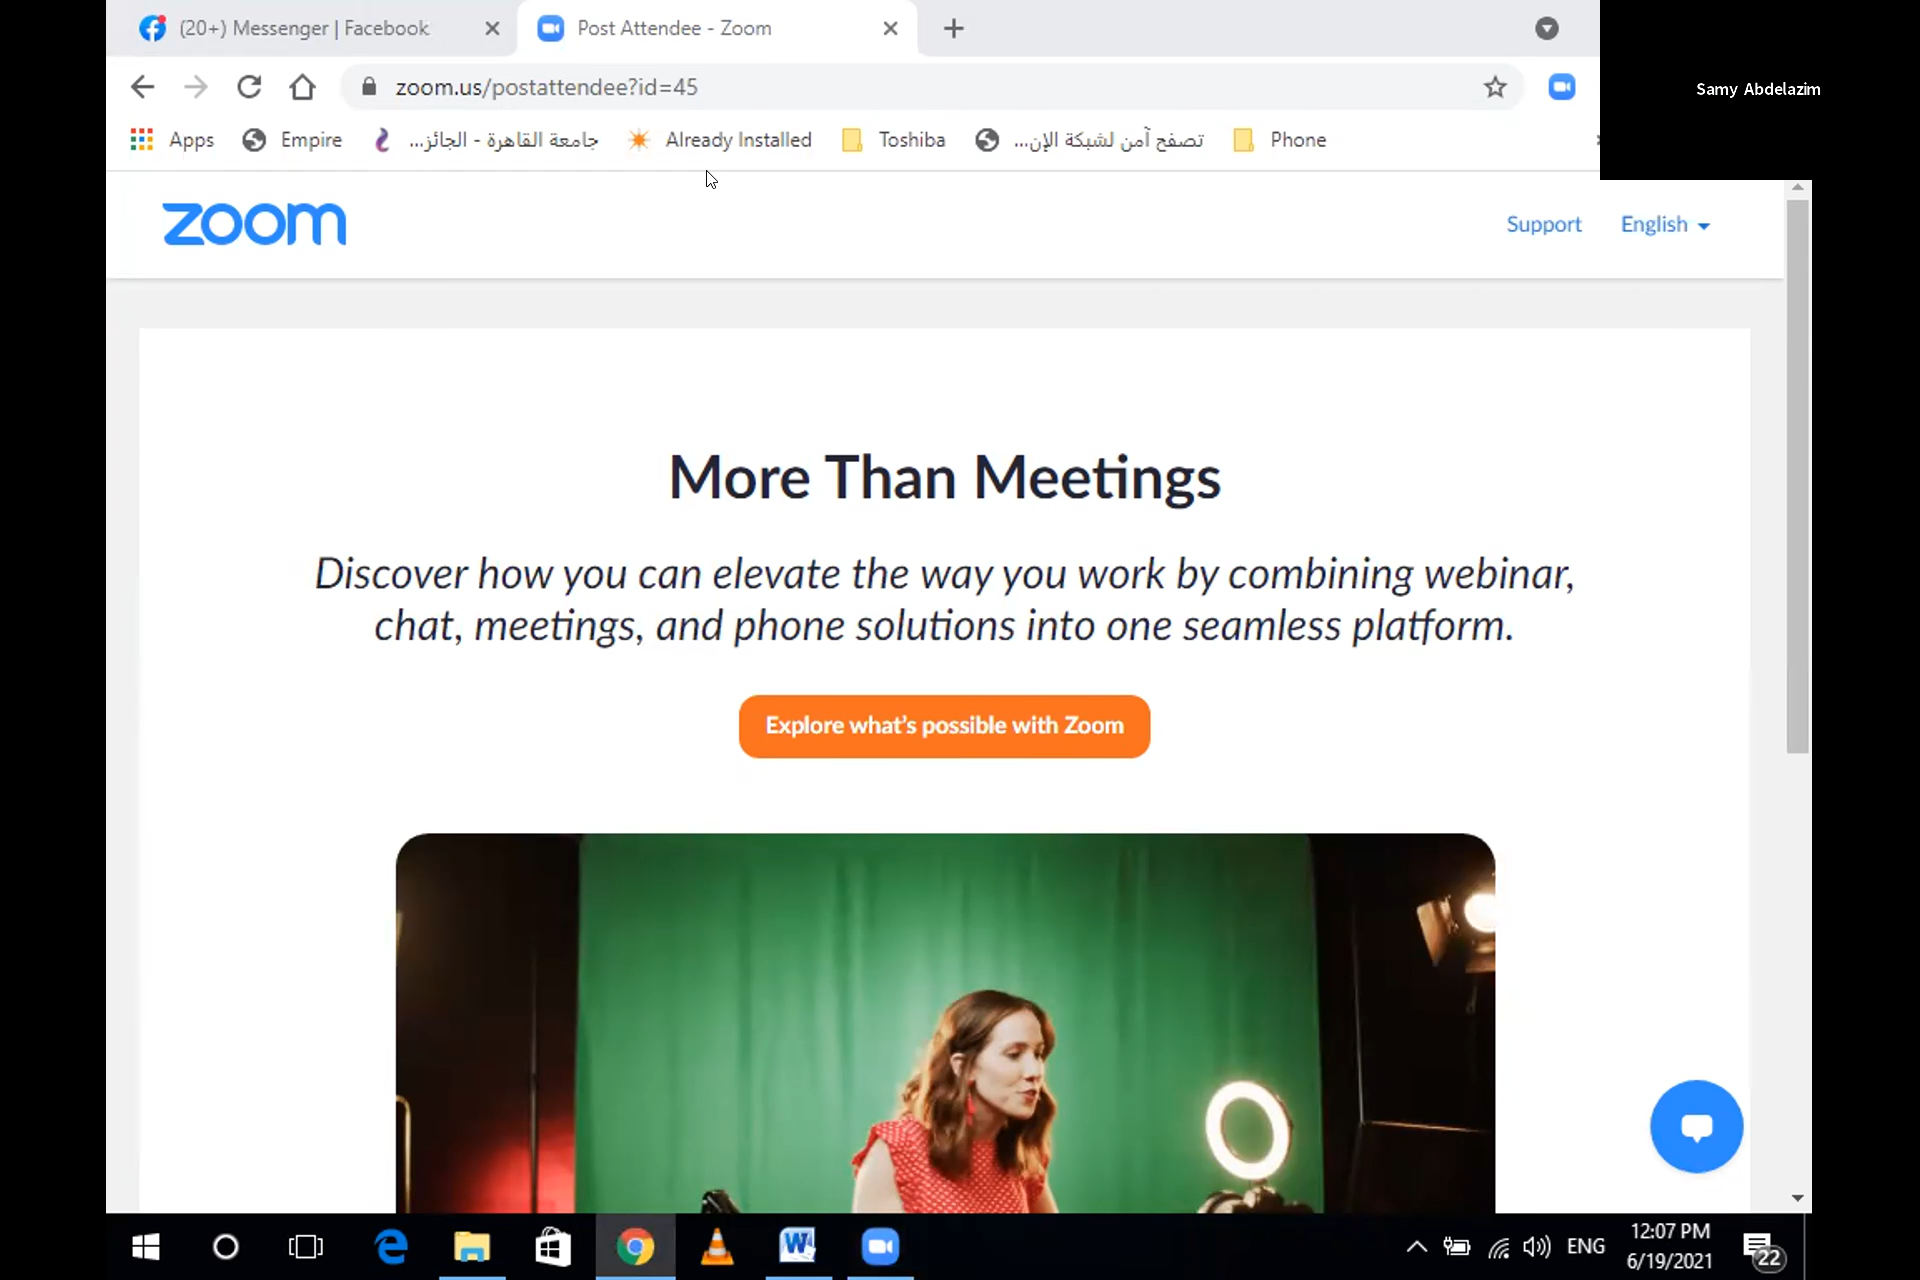 (20+) Messenger | Facebook
Post Attendee - Zoom
zoom.us/postattendee?id=45
Samy Abdelazim
Apps
Empire
جامعة القاهرة - الجائز...
Already Installed
Toshiba
تصفح آمن لشبكة الإن...
Phone
zoom
Support
English
More Than Meetings
Discover how you can elevate the way you work by combining webinar,
chat, meetings, and phone solutions into one seamless platform.
Explore what's possible with Zoom
W
ENG
12:07 PM
6/19/2021
22